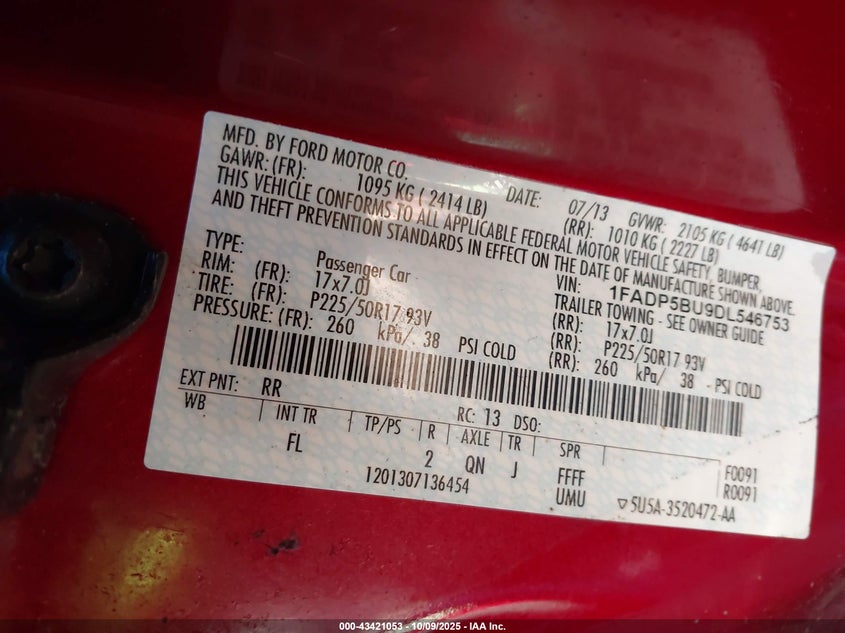 MFD. BY FORD MOTOR CO.
DATE: 07/13 GVWR: 2105 KG ( 4641 LB)
GAWR: (FR): 1095 KG ( 2414 LB) (RR): 1010 KG ( 2227 LB)
THIS VEHICLE CONFORMS TO ALL APPLICABLE FEDERAL MOTOR VEHICLE SAFETY, BUMPER,
AND THEFT PREVENTION STANDARDS IN EFFECT ON THE DATE OF MANUFACTURE SHOWN ABOVE.
VIN: 1FADP5BU9DL546753
TYPE: Passenger Car TRAILER TOWING - SEE OWNER GUIDE
RIM: (FR): 17x7.0J (RR): 17x7.0J
TIRE: (FR): P225/50R17 93V (RR): P225/50R17 93V
PRESSURE: (FR): 260 kPa/ 38 PSI COLD (RR): 260 kPa/ 38 PSI COLD
EXT PNT: RR RC: 13 DSO:
WB INT TR TP/PS R AXLE TR SPR
FL 2 QN J FFFF F0091
1201307136454 UMU R0091
▽5U5A-3520472-AA
000-43421053 - 10/09/2025 - IAA Inc.